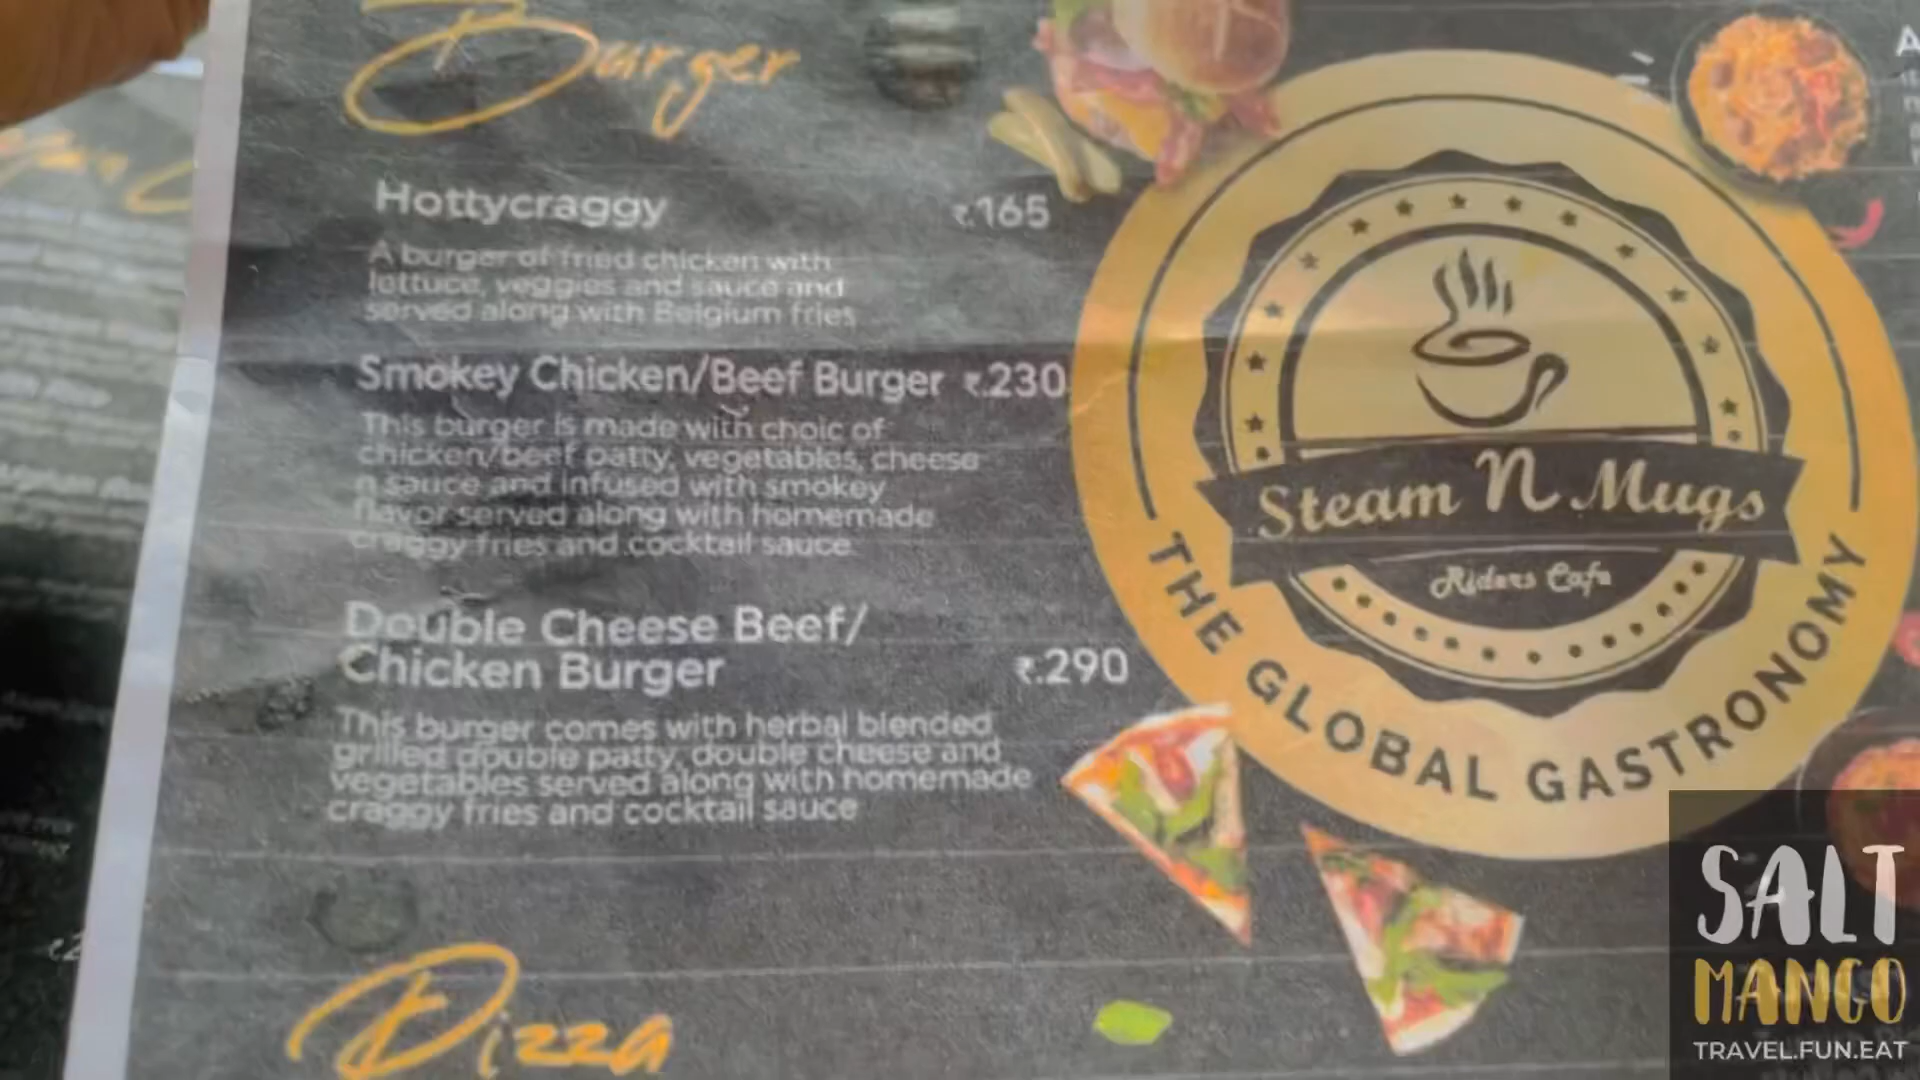 Burger
Hottycraggy ₹.165
A burger of fried chicken with
lettuce, veggies and sauce and
served along with Belgium fries
Smokey Chicken/Beef Burger ₹.230
This burger is made with choic of
chicken/beef patty, vegetables, cheese
n sauce and infused with smokey
flavor served along with homemade
craggy fries and cocktail sauce
Double Cheese Beef/
Chicken Burger ₹.290
This burger comes with herbal blended
grilled double patty, double cheese and
vegetables served along with homemade
craggy fries and cocktail sauce
Pizza
Steam N Mugs
Riders Cafe
THE GLOBAL GASTRONOMY
SALT
MANGO
TRAVEL.FUN.EAT